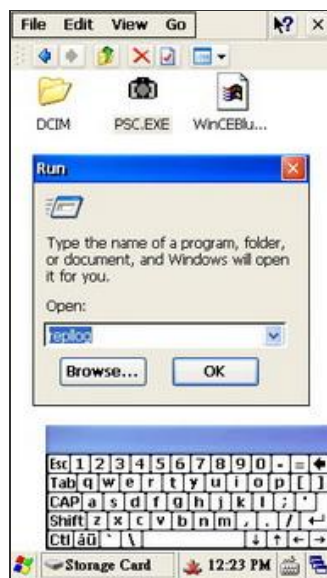 File Edit View Go
DCIM PSC.EXE WinCEBlu...
Run
Type the name of a program, folder,
or document, and Windows will open
it for you.
Open:
repllog
Browse... OK
Esc 1 2 3 4 5 6 7 8 9 0 - =
Tab q w e r t y u i o p [ ]
CAP a s d f g h j k l ; '
Shift z x c v b n m , . /
Ctl áü ` \
Storage Card 12:23 PM